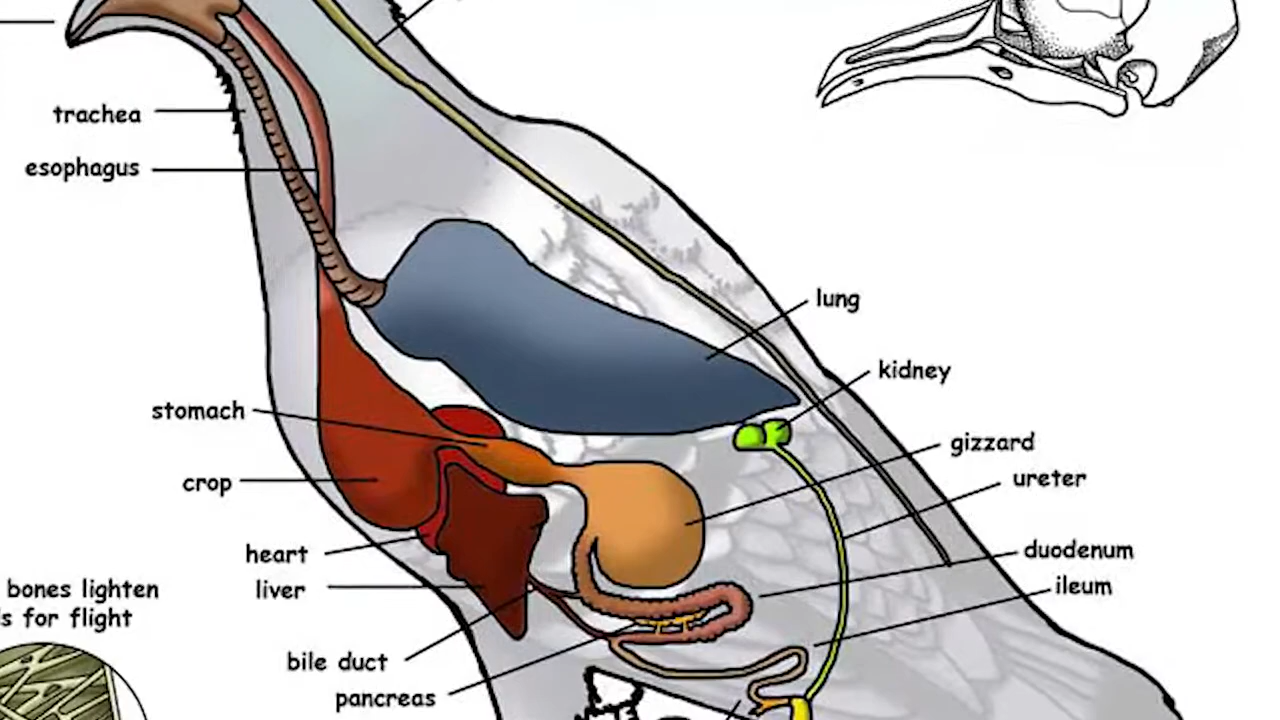 trachea
esophagus
lung
kidney
stomach
gizzard
crop
ureter
heart
duodenum
liver
ileum
bones lighten
s for flight
bile duct
pancreas